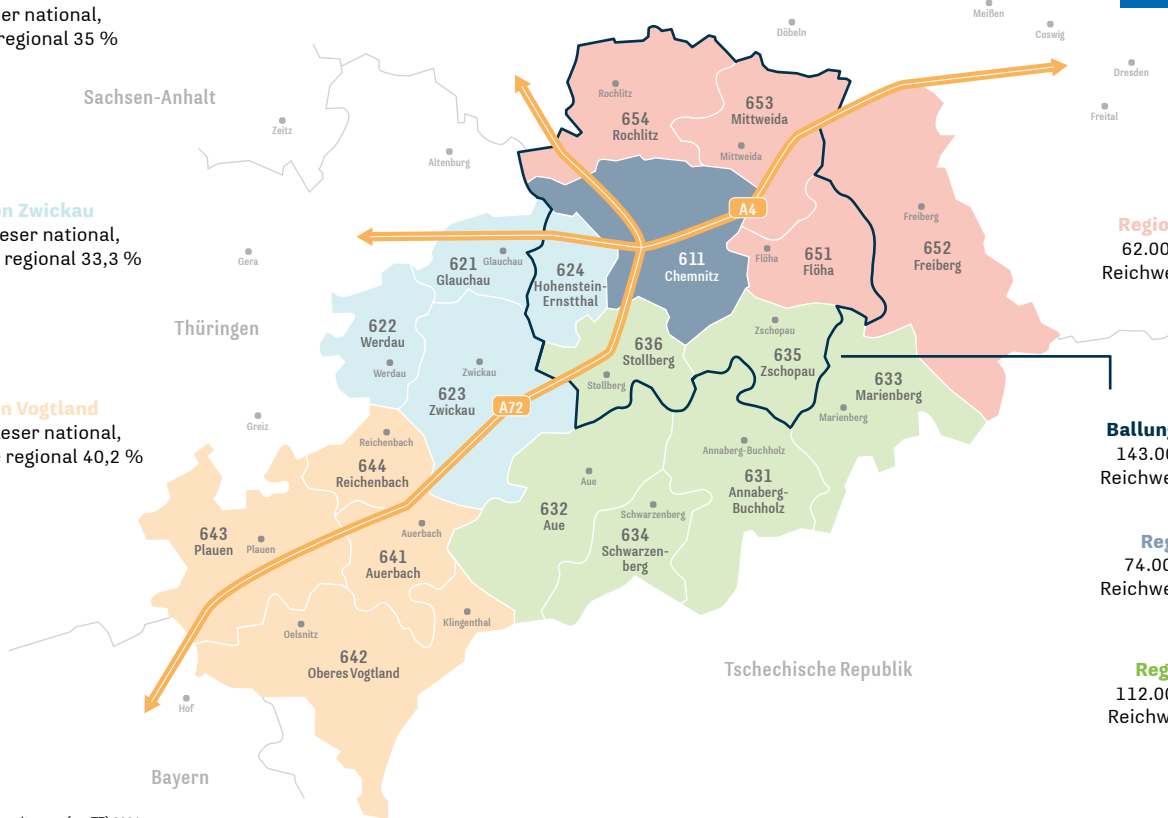 er national,
regional 35 %
Meißen
Döbeln
Coswig
Dresden
Sachsen-Anhalt
Rochlitz
653
Mittweida
Freital
654
Rochlitz
Zeitz
Mittweida
Altenburg
n Zwickau
eser national,
regional 33,3 %
A4
Freiberg
Regio
62.00
Reichwe
Gera
621
Glauchau
Glauchau
624
Hohenstein-
Ernstthal
611
Chemnitz
Flöha
651
Flöha
652
Freiberg
Thüringen
622
Werdau
Werdau
Zschopau
636
Stollberg
635
Zschopau
Stollberg
Zwickau
623
Zwickau
633
Marienberg
Marienberg
A72
n Vogtland
eser national,
regional 40,2 %
Greiz
Reichenbach
644
Reichenbach
Annaberg-Buchholz
631
Annaberg-
Buchholz
Ballung
143.00
Reichwe
Aue
632
Aue
Schwarzenberg
634
Schwarzen-
berg
643
Plauen
Plauen
Auerbach
641
Auerbach
Reg
74.00
Reichwe
Klingenthal
Oelsnitz
642
Oberes Vogtland
Tschechische Republik
Reg
112.00
Reichw
Hof
Bayern